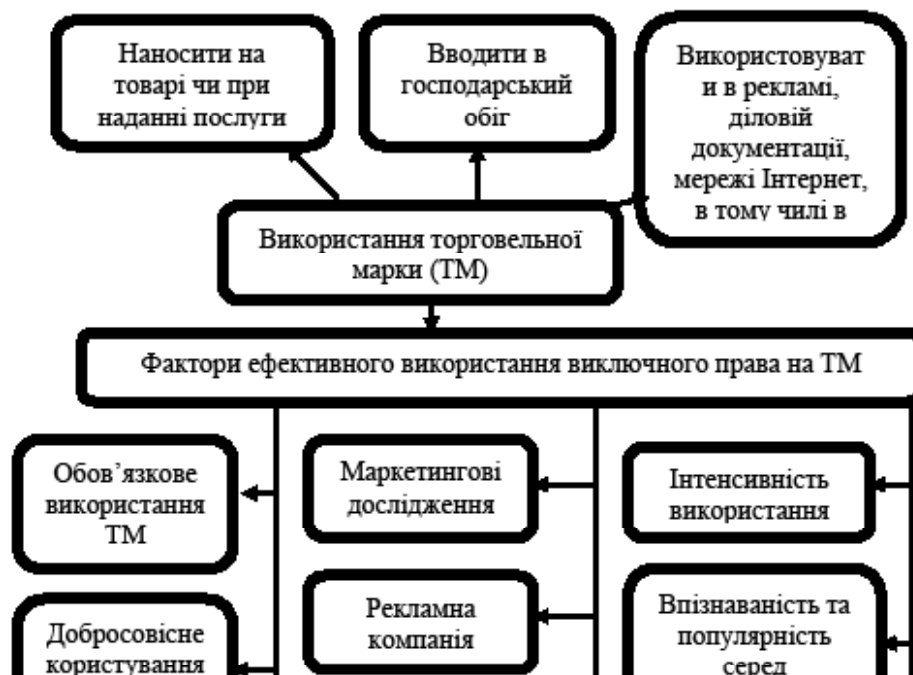 Наносити на
товарі чи при
наданні послуги
Вводити в
господарський
обіг
Використовуват
и в рекламі,
діловій
документації,
мережі Інтернет,
в тому чилі в
Використання торговельної
марки (ТМ)
Фактори ефективного використання виключного права на ТМ
Обов’язкове
використання
ТМ
Маркетингові
дослідження
Інтенсивність
використання
Добросовісне
користування
Рекламна
компанія
Впізнаваність та
популярність
серед